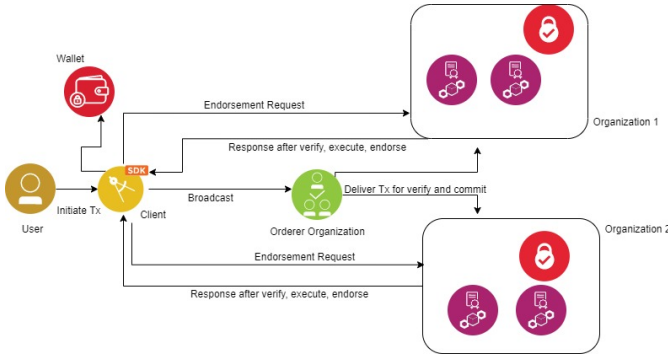 Wallet
Endorsement Request
Organization 1
Response after verify, execute, endorse
SDK
Initiate Tx
Broadcast
Deliver Tx for verify and commit
User
Client
Orderer Organization
Organization 2
Endorsement Request
Response after verify, execute, endorse